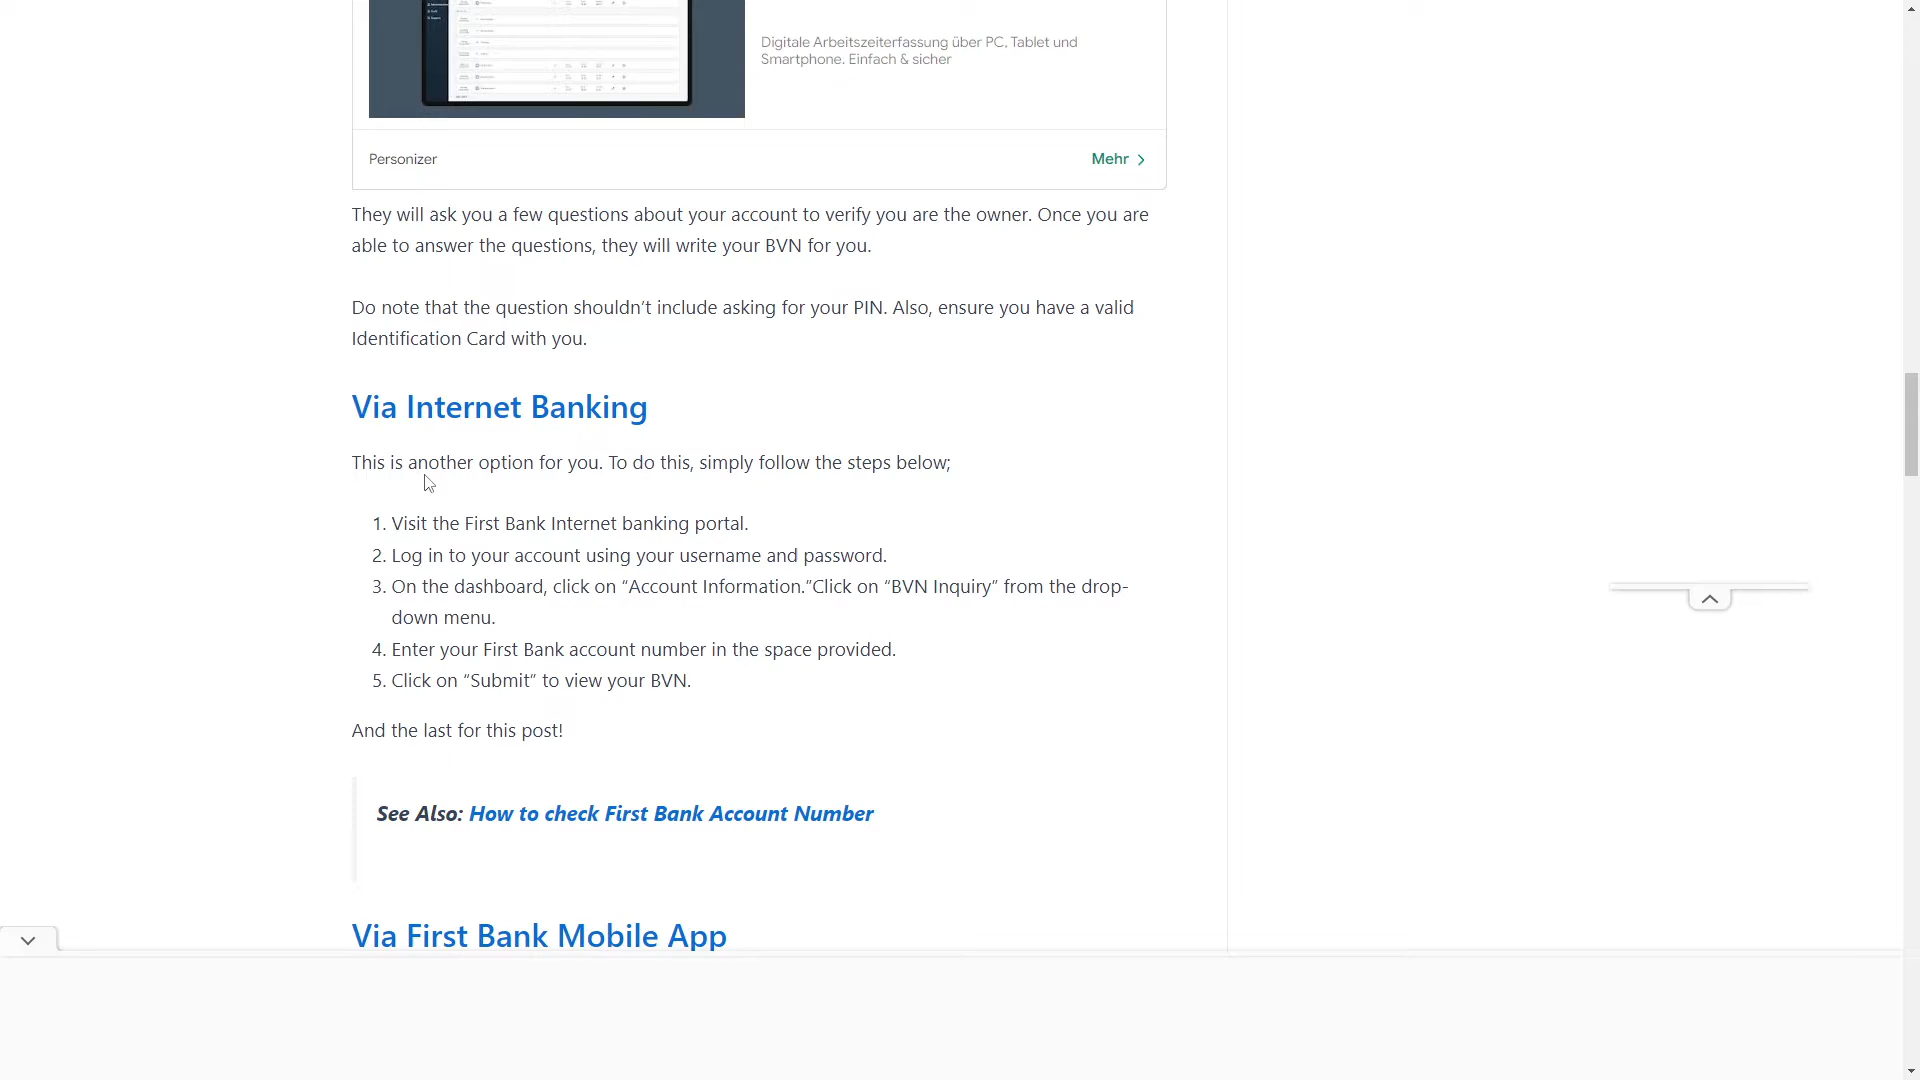 Digitale Arbeitszeiterfassung über PC, Tablet und
Smartphone. Einfach & sicher
Personizer
Mehr
They will ask you a few questions about your account to verify you are the owner. Once you are
able to answer the questions, they will write your BVN for you.
Do note that the question shouldn’t include asking for your PIN. Also, ensure you have a valid
Identification Card with you.
Via Internet Banking
This is another option for you. To do this, simply follow the steps below;
1. Visit the First Bank Internet banking portal.
2. Log in to your account using your username and password.
3. On the dashboard, click on “Account Information.”Click on “BVN Inquiry” from the drop-
down menu.
4. Enter your First Bank account number in the space provided.
5. Click on “Submit” to view your BVN.
And the last for this post!
See Also: How to check First Bank Account Number
Via First Bank Mobile App